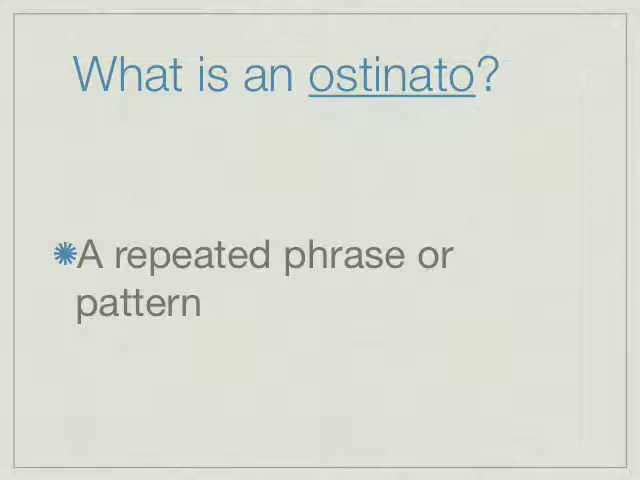 What is an ostinato?
A repeated phrase or
pattern